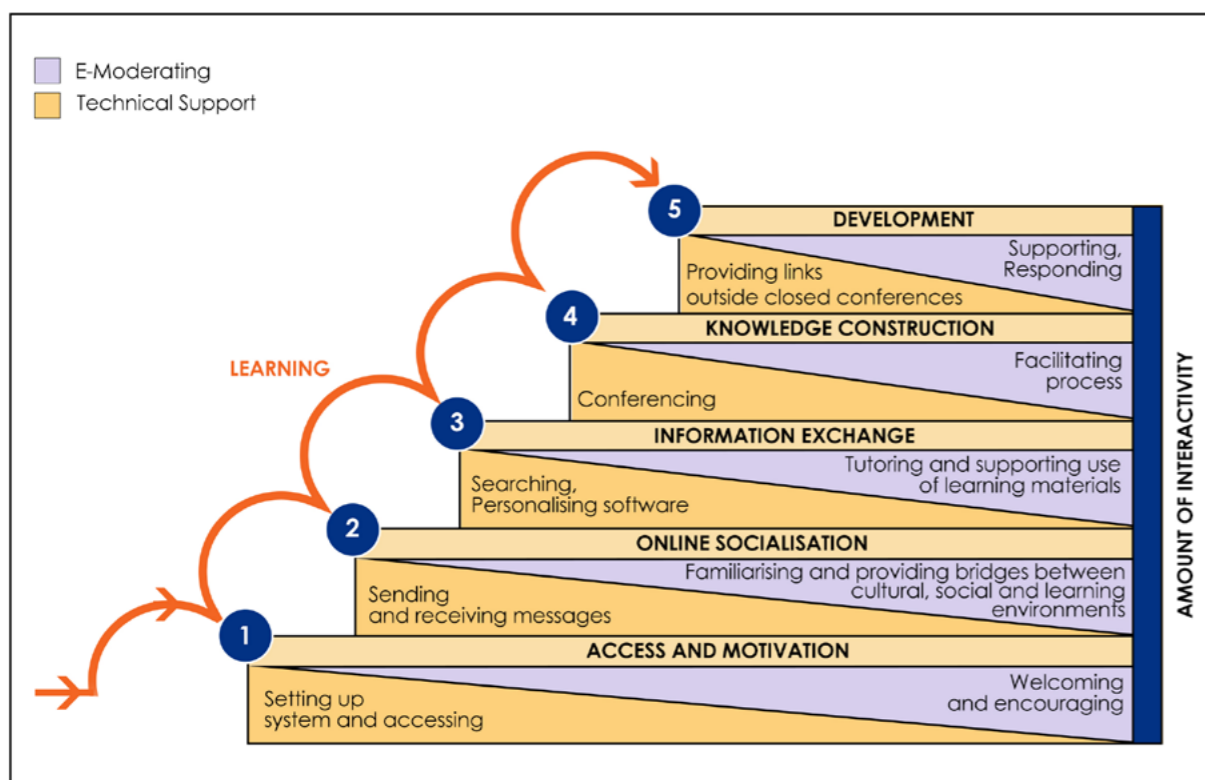 E-Moderating
Technical Support
5
DEVELOPMENT
Supporting,
Responding
Providing links
outside closed conferences
4
KNOWLEDGE CONSTRUCTION
Facilitating
process
Conferencing
LEARNING
3
INFORMATION EXCHANGE
Tutoring and supporting use
of learning materials
Searching,
Personalising software
2
ONLINE SOCIALISATION
Familiarising and providing bridges between
cultural, social and learning
environments
Sending
and receiving messages
1
ACCESS AND MOTIVATION
Welcoming
and encouraging
Setting up
system and accessing
AMOUNT OF INTERACTIVITY